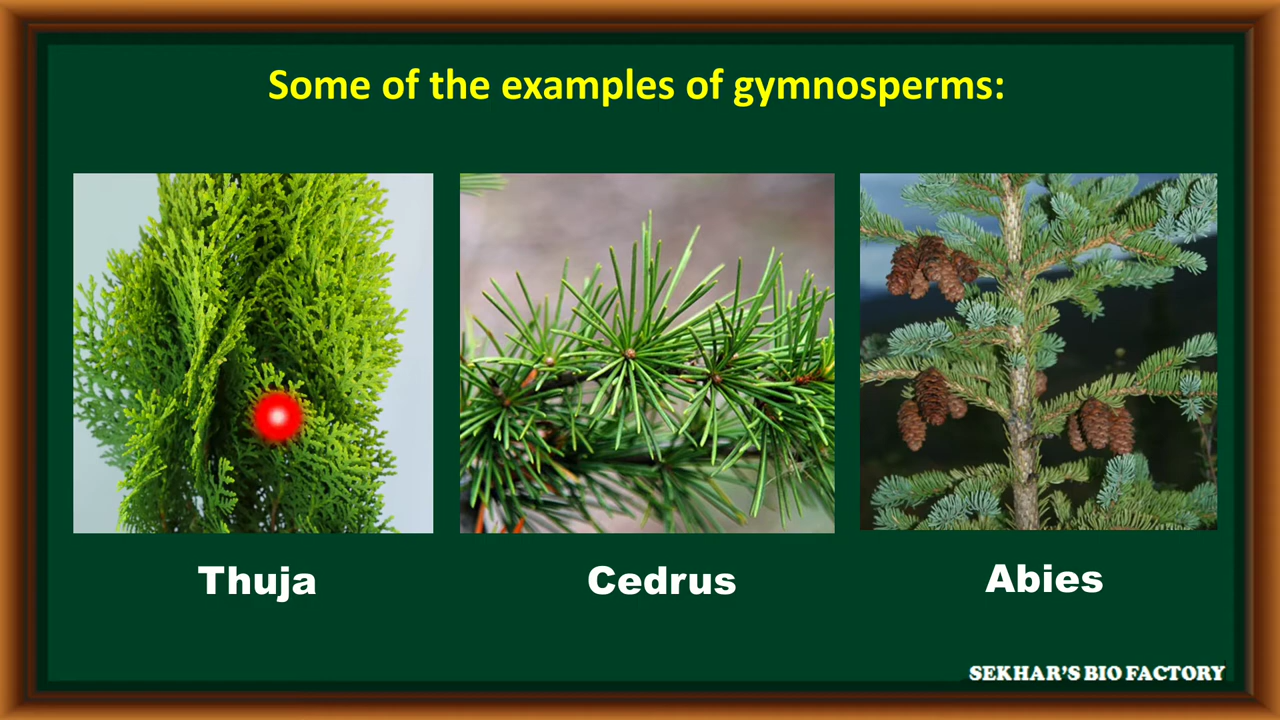 Some of the examples of gymnosperms:
Thuja
Cedrus
Abies
SEKHAR'S BIO FACTORY